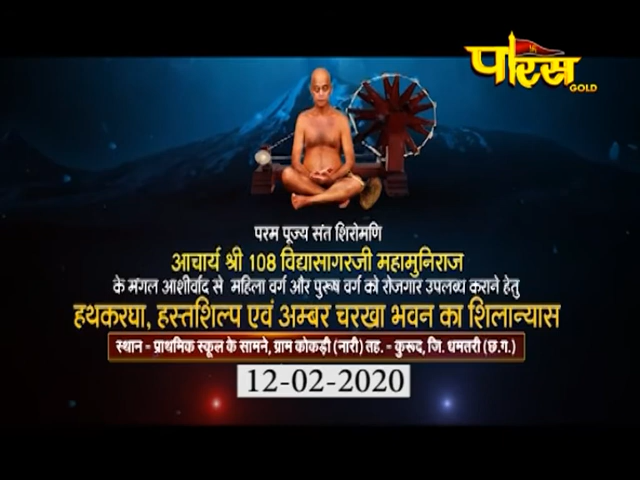 पारस
GOLD
परम पूज्य संत शिरोमणि
आचार्य श्री 108 विद्यासागरजी महामुनिराज
के मंगल आशीर्वाद से महिला वर्ग और पुरूष वर्ग को रोजगार उपलब्ध कराने हेतु
हथकरघा, हस्तशिल्प एवं अम्बर चरखा भवन का शिलान्यास
स्थान = प्राथमिक स्कूल के सामने, ग्राम कोकड़ी (नारी) तह. = कुरूद, जि. धमतरी (छ.ग.)
12-02-2020